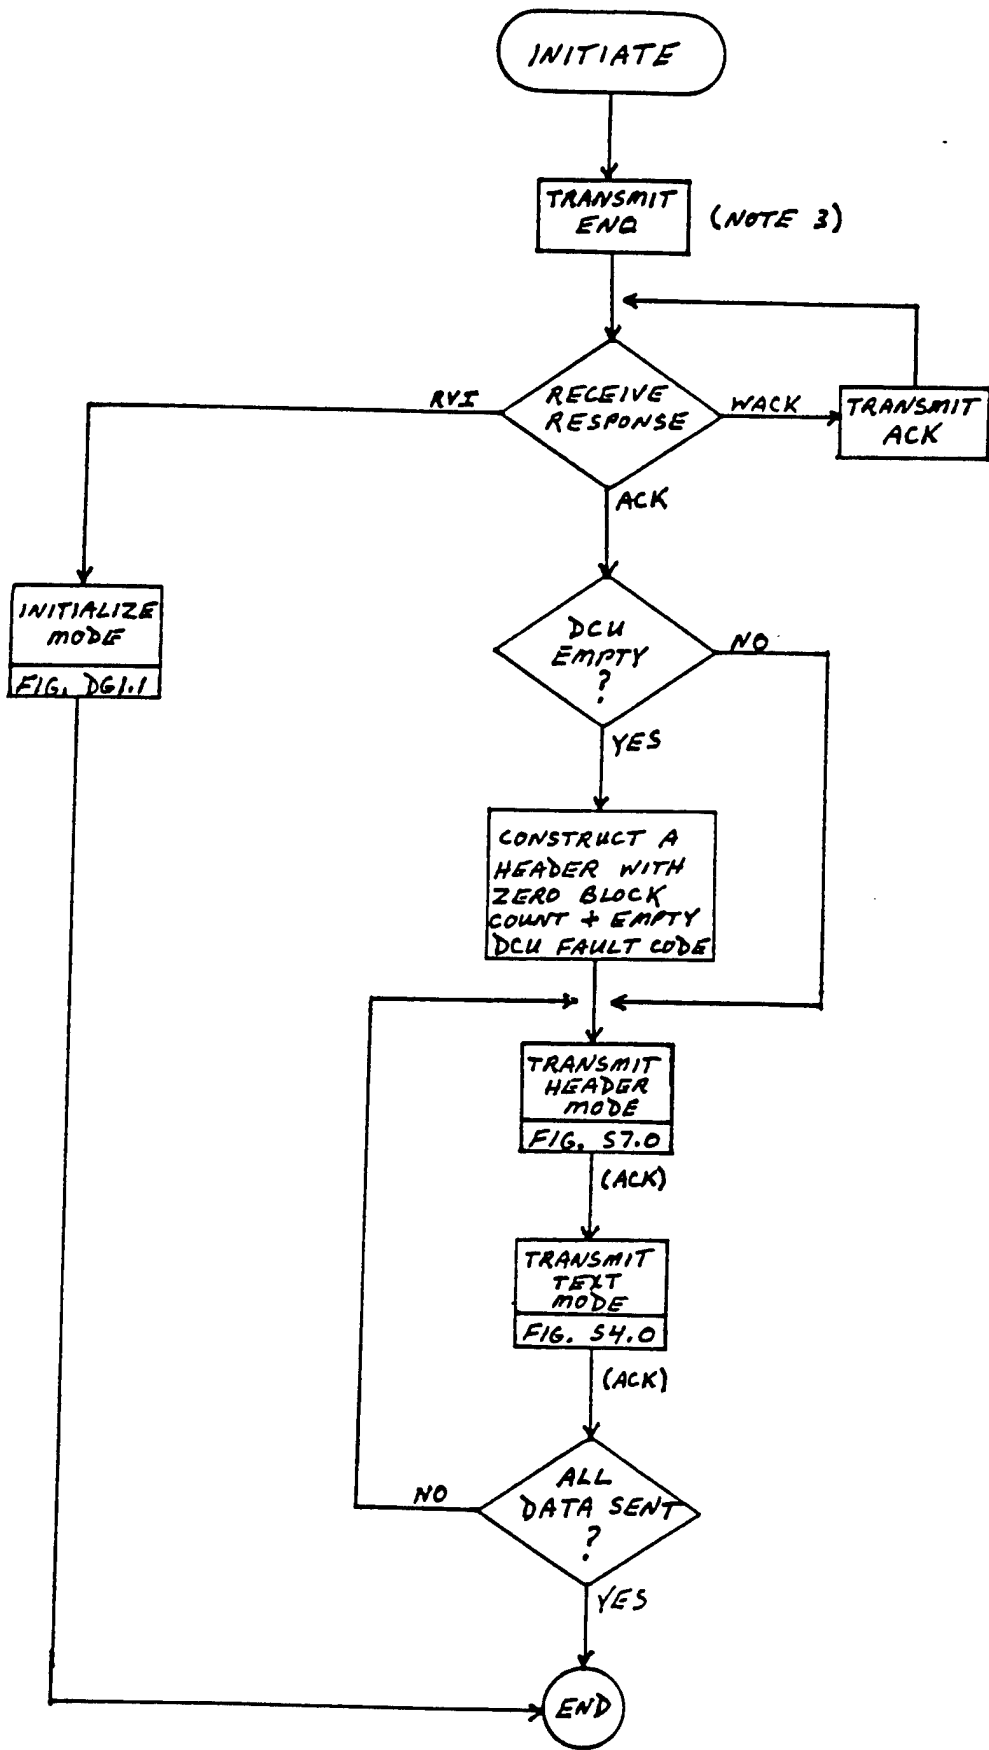 INITIATE
TRANSMIT
ENQ
(NOTE 3)
RVI
RECEIVE
RESPONSE
WACK
TRANSMIT
ACK
ACK
INITIALIZE
MODE
FIG. DG1.1
DCU
EMPTY
?
NO
YES
CONSTRUCT A
HEADER WITH
ZERO BLOCK
COUNT + EMPTY
DCU FAULT CODE
TRANSMIT
HEADER
MODE
FIG. S7.0
(ACK)
TRANSMIT
TEXT
MODE
FIG. S4.0
(ACK)
ALL
DATA SENT
?
NO
YES
END